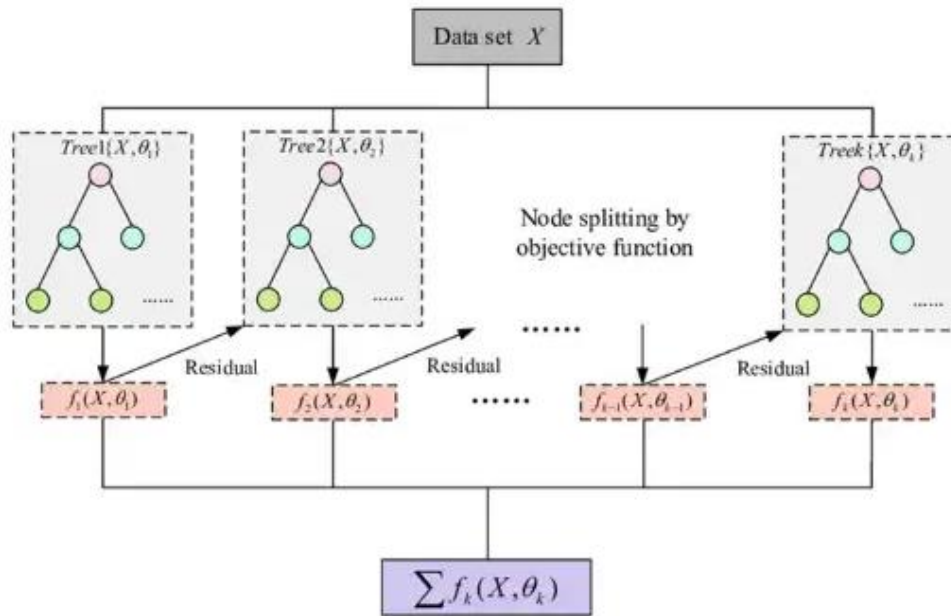 Data set X
Tree1{X,θ₁}
Tree2{X,θ₂}
Treek{X,θₖ}
Node splitting by
objective function
......
......
......
......
Residual
Residual
Residual
f₁(X,θ₁)
f₂(X,θ₂)
......
fₖ₋₁(X,θₖ₋₁)
fₖ(X,θₖ)
∑fₖ(X,θₖ)